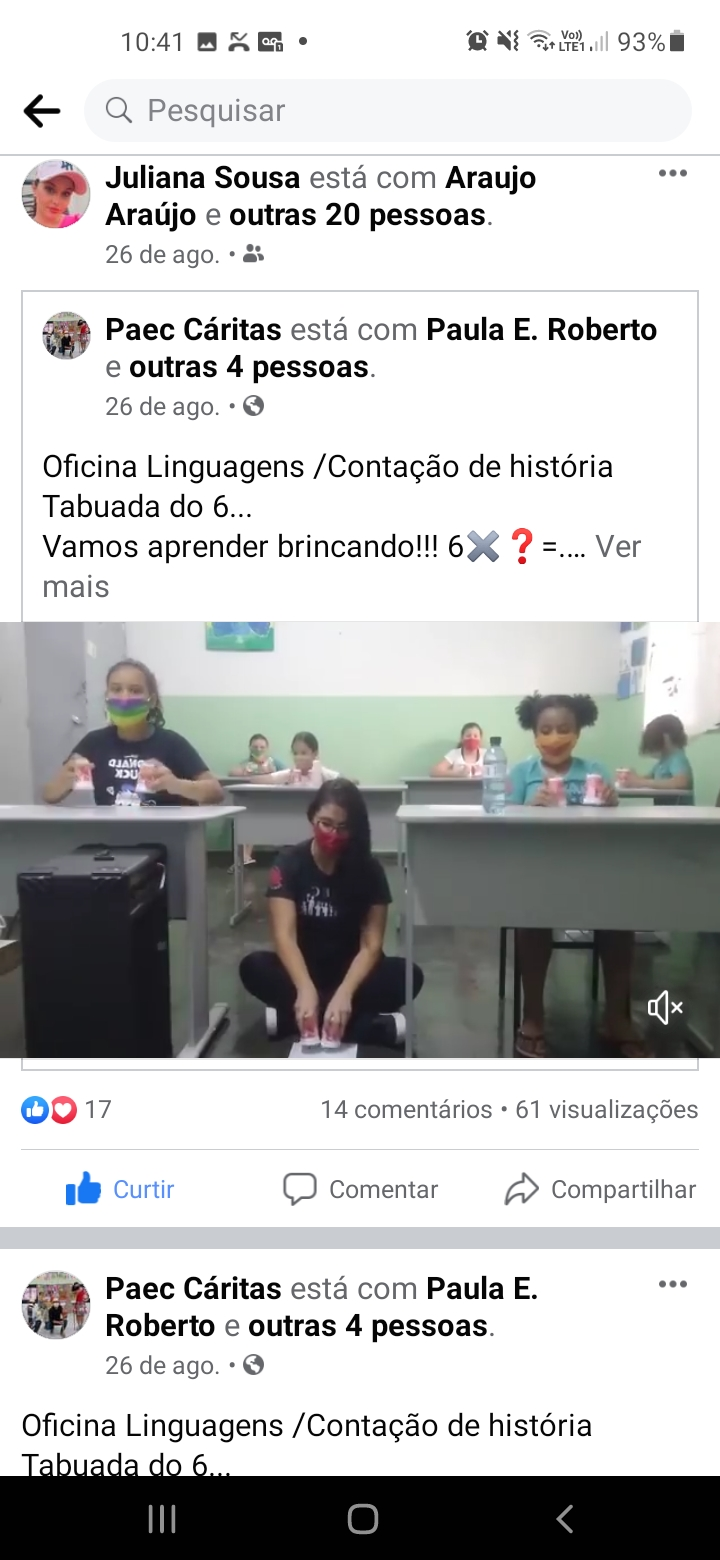 10:41
Vo))
LTE1
93%
Pesquisar
Juliana Sousa está com Araujo
Araújo e outras 20 pessoas.
26 de ago. •
Paec Cáritas está com Paula E. Roberto
e outras 4 pessoas.
26 de ago. •
Oficina Linguagens /Contação de história
Tabuada do 6...
Vamos aprender brincando!!! 6✖️❓=.... Ver
mais
17
14 comentários • 61 visualizações
Curtir
Comentar
Compartilhar
Paec Cáritas está com Paula E.
Roberto e outras 4 pessoas.
26 de ago. •
Oficina Linguagens /Contação de história
Tabuada do 6...